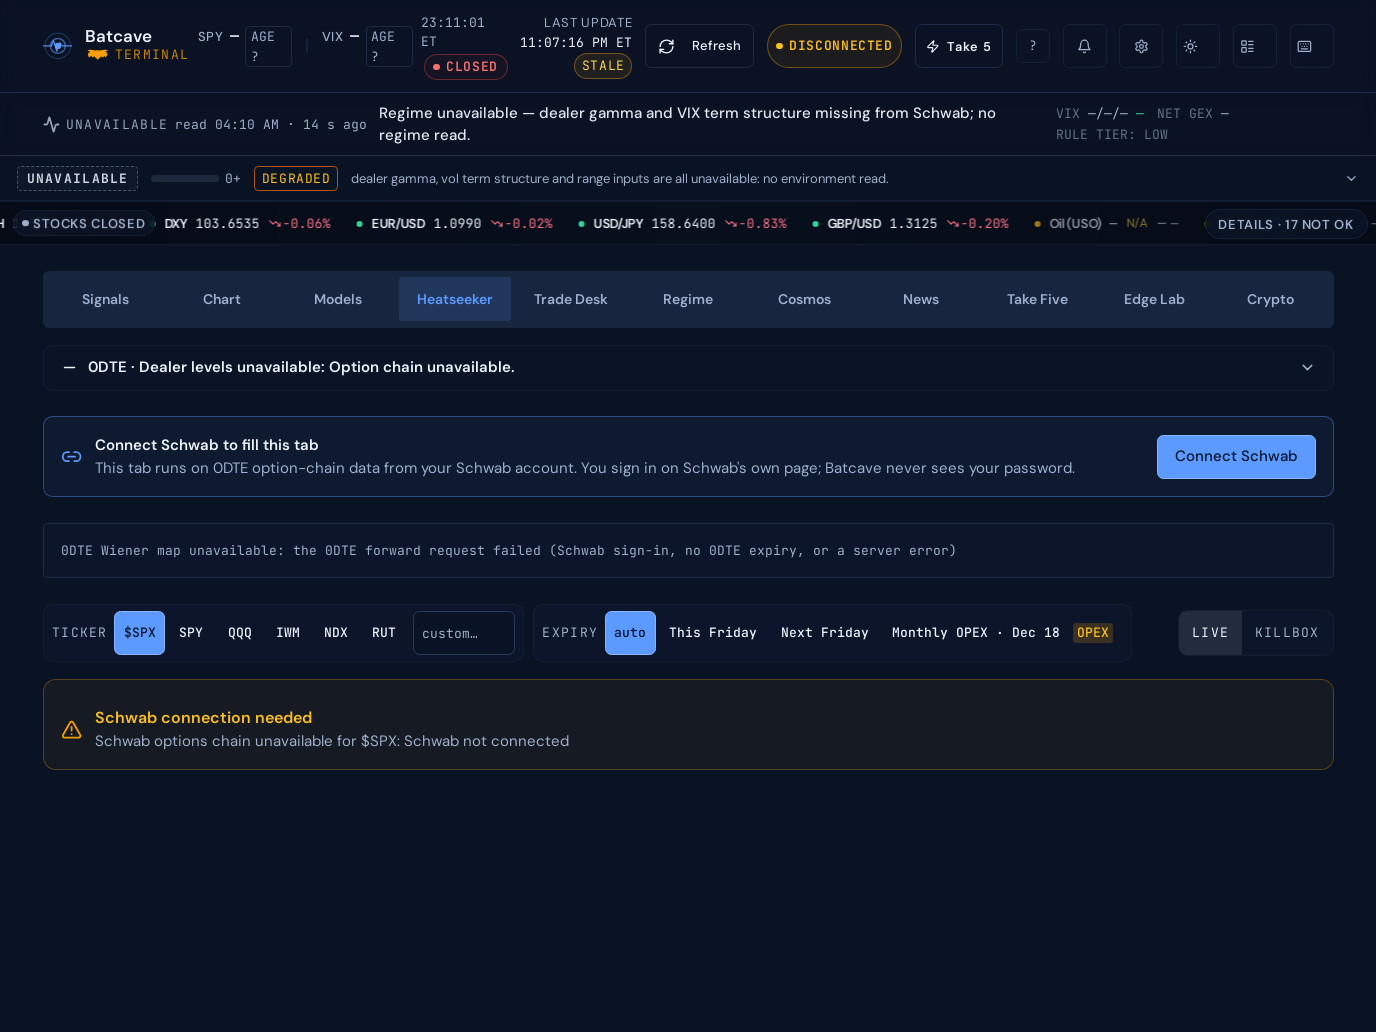 Batcave
TERMINAL
SPY — AGE ?
VIX — AGE ?
23:11:01 ET
CLOSED
LAST UPDATE
11:07:16 PM ET
STALE
Refresh
DISCONNECTED
Take 5
?
UNAVAILABLE read 04:10 AM · 14 s ago
Regime unavailable — dealer gamma and VIX term structure missing from Schwab; no
regime read.
VIX —/—/— — NET GEX —
RULE TIER: LOW
UNAVAILABLE 0+ DEGRADED dealer gamma, vol term structure and range inputs are all unavailable: no environment read.
H STOCKS CLOSED DXY 103.6535 -0.06% EUR/USD 1.0990 -0.02% USD/JPY 158.6400 -0.83% GBP/USD 1.3125 -0.20% Oil (USO) — N/A — — DETAILS · 17 NOT OK
Signals Chart Models Heatseeker Trade Desk Regime Cosmos News Take Five Edge Lab Crypto
— 0DTE · Dealer levels unavailable: Option chain unavailable.
Connect Schwab to fill this tab
This tab runs on 0DTE option-chain data from your Schwab account. You sign in on Schwab's own page; Batcave never sees your password.
Connect Schwab
0DTE Wiener map unavailable: the 0DTE forward request failed (Schwab sign-in, no 0DTE expiry, or a server error)
TICKER $SPX SPY QQQ IWM NDX RUT custom…
EXPIRY auto This Friday Next Friday Monthly OPEX · Dec 18 OPEX
LIVE KILLBOX
Schwab connection needed
Schwab options chain unavailable for $SPX: Schwab not connected